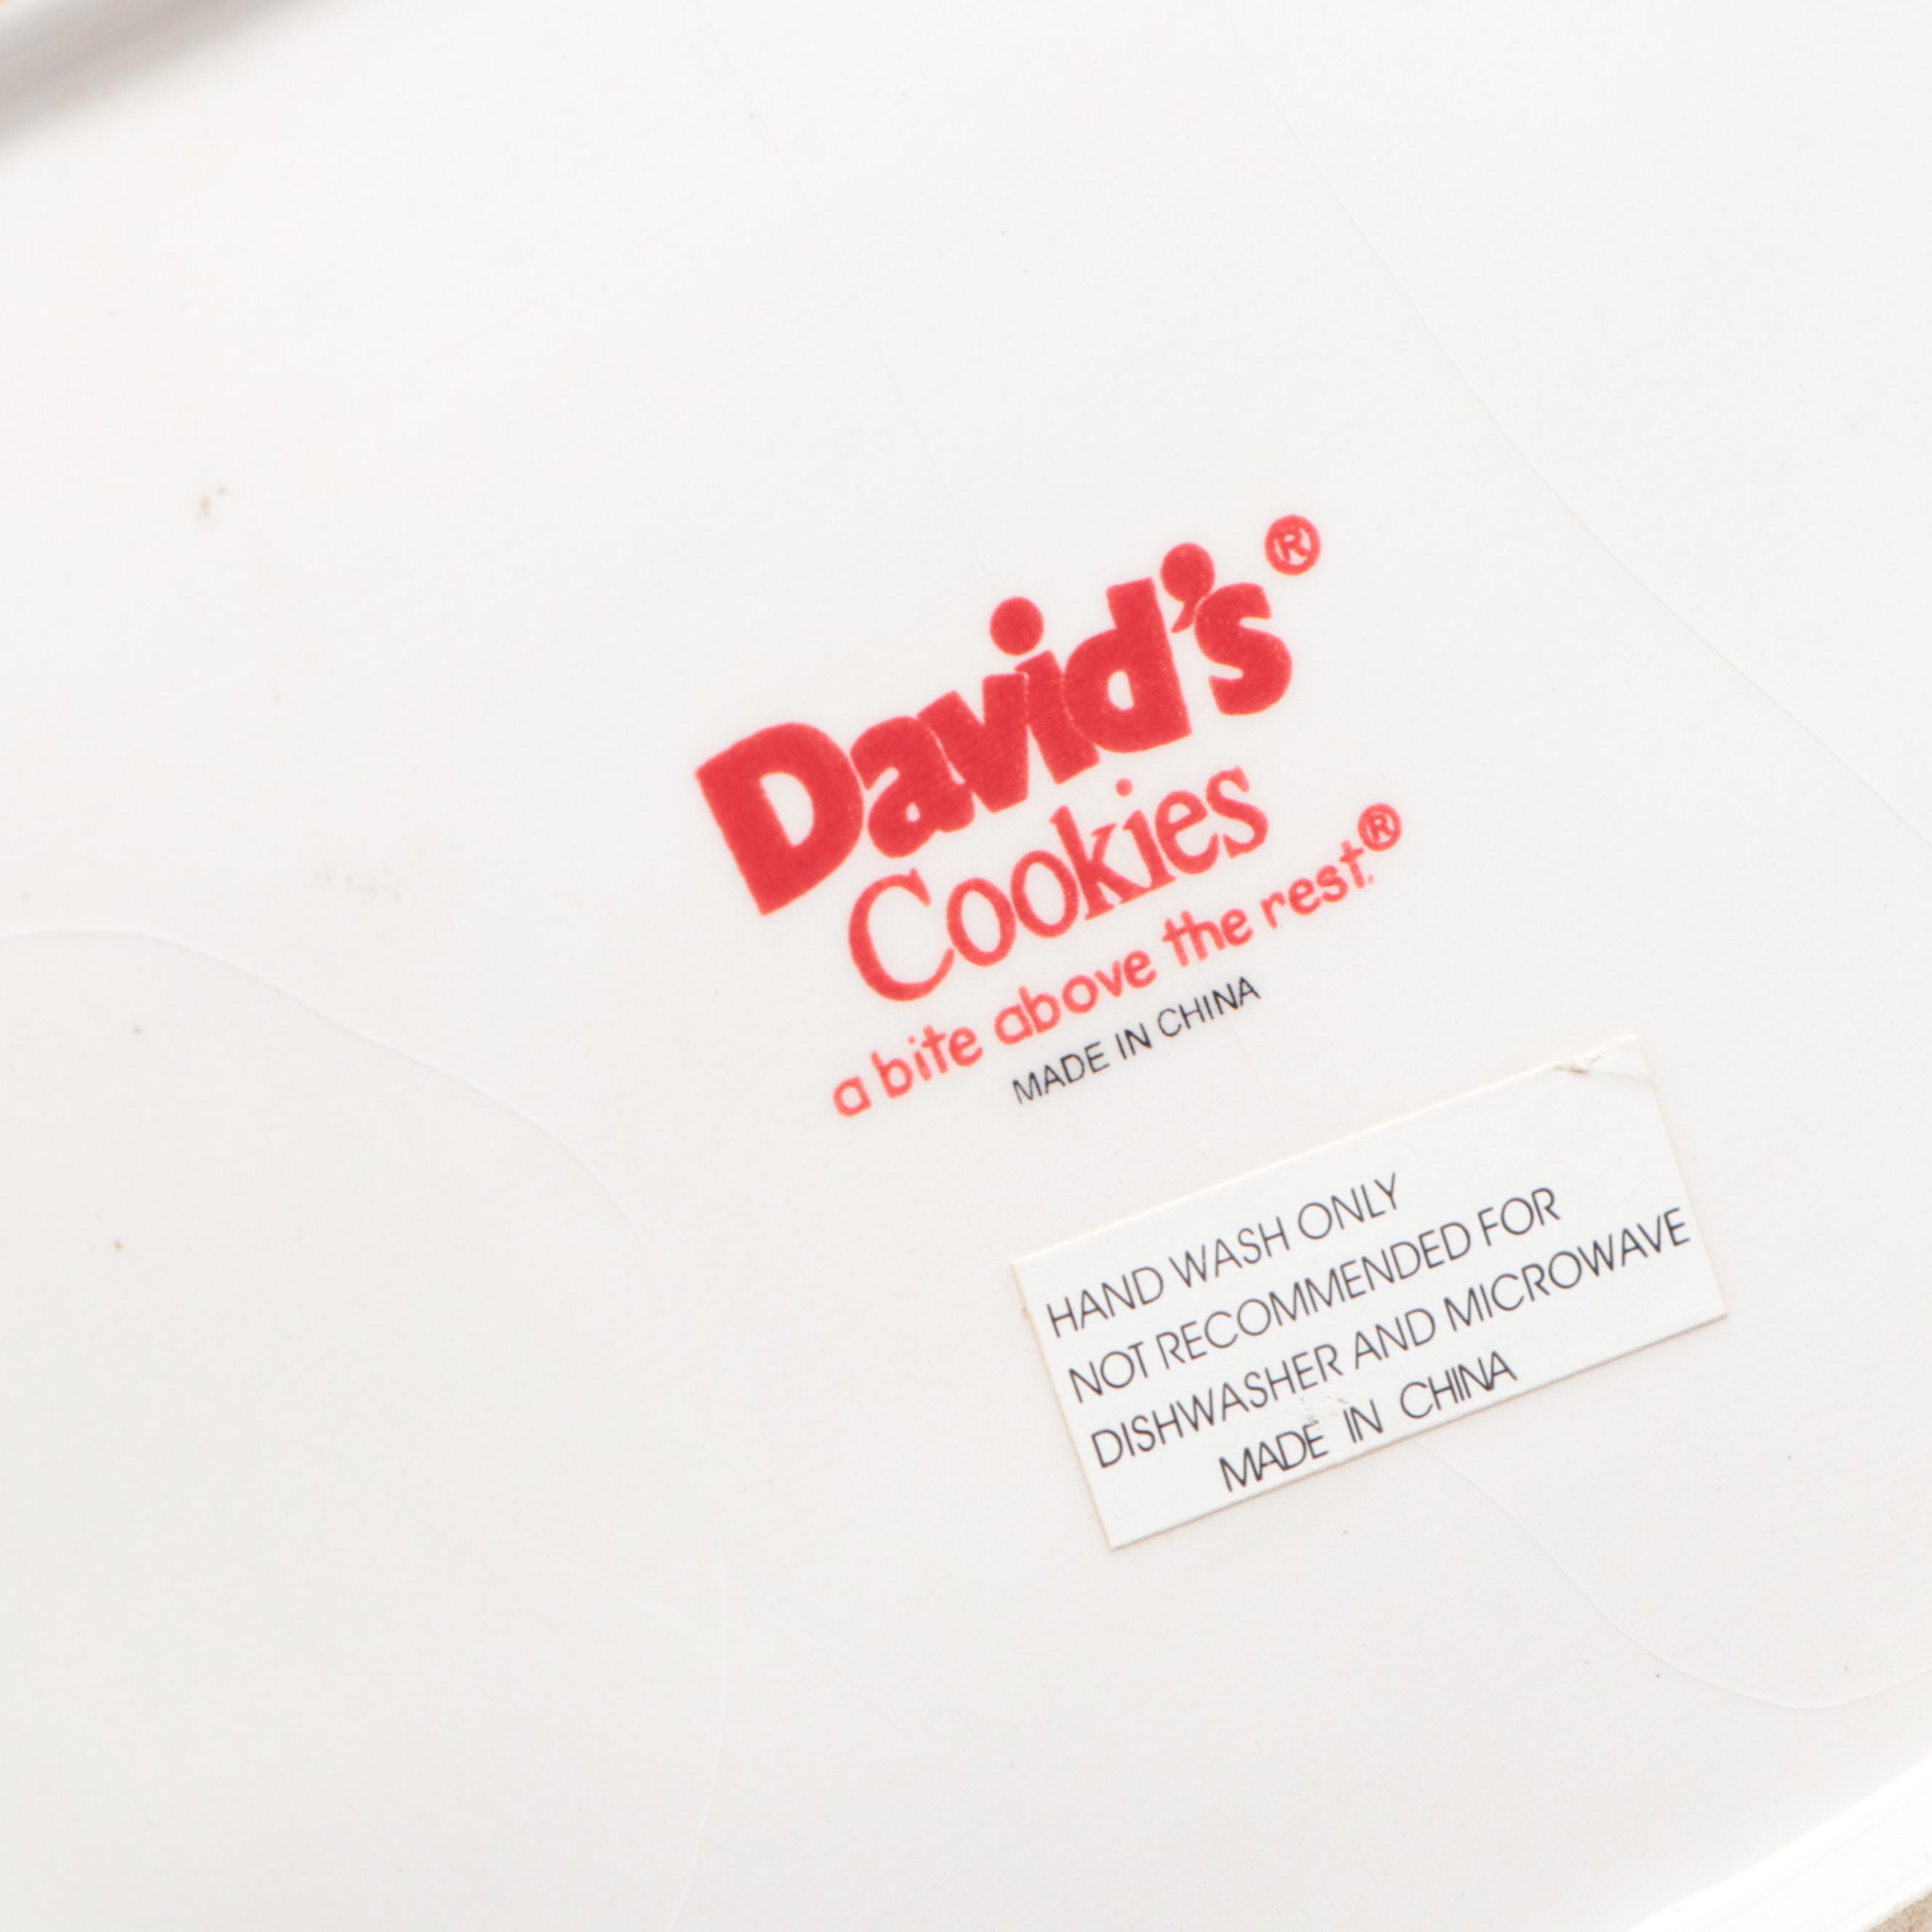 David's®
Cookies
a bite above the rest.®
MADE IN CHINA
HAND WASH ONLY
NOT RECOMMENDED FOR
DISHWASHER AND MICROWAVE
MADE IN CHINA